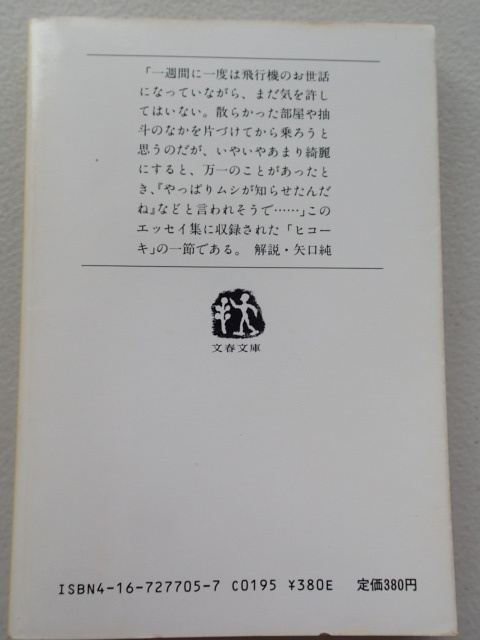 「一週間に一度は飛行機のお世話
になっていながら、まだ気を許し
てはいない。散らかった部屋や抽
斗のなかを片づけてから乗ろうと
思うのだが、いやいやあまり綺麗
にすると、万一のことがあったと
き、『やっぱりムシが知らせたんだ
ね』などと言われそうで……」この
エッセイ集に収録された「ヒコー
キ」の一節である。 解説・矢口純
文春文庫
ISBN4-16-727705-7 C0195 ¥380E 定価380円